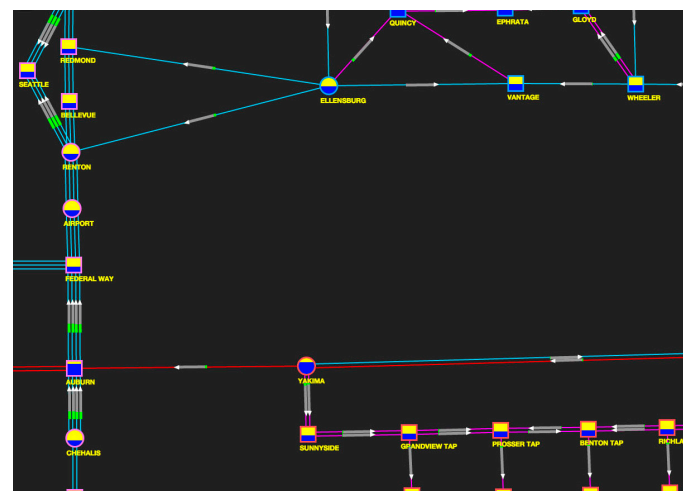 QUINCY
EPHRATA
GLOYD
REDMOND
SEATTLE
ELLENSBURG
VANTAGE
WHEELER
BELLEVUE
RENTON
AIRPORT
FEDERAL WAY
AUBURN
YAKIMA
CHEHALIS
SUNNYSIDE
GRANDVIEW TAP
PROSSER TAP
BENTON TAP
RICHLA